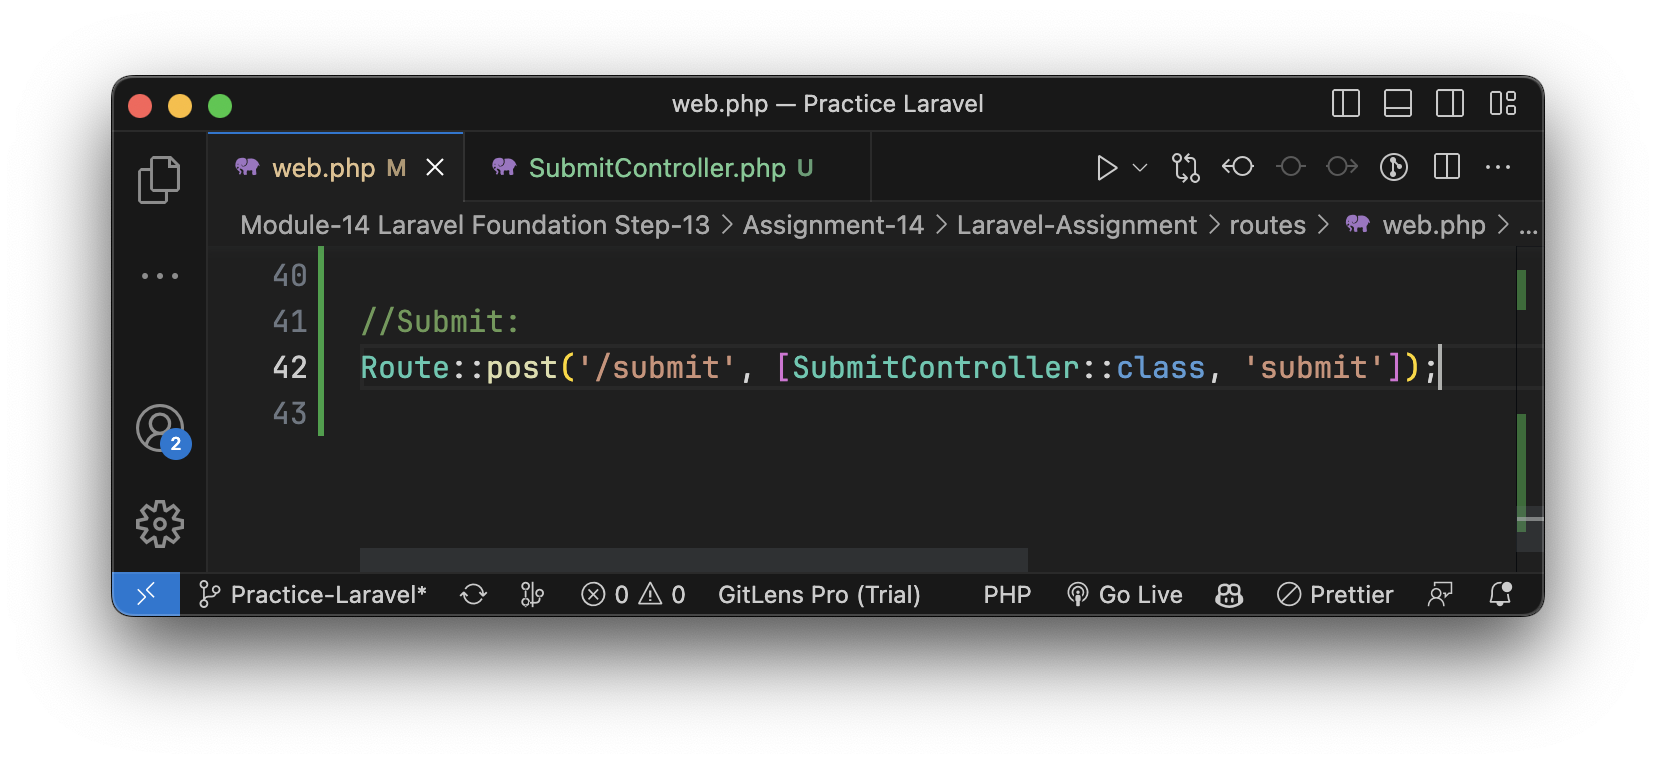 web.php — Practice Laravel
web.php M SubmitController.php U
Module-14 Laravel Foundation Step-13 > Assignment-14 > Laravel-Assignment > routes > web.php > ...
40
41 //Submit:
42 Route::post('/submit', [SubmitController::class, 'submit']);
43
2
Practice-Laravel* 0 0 GitLens Pro (Trial) PHP Go Live Prettier